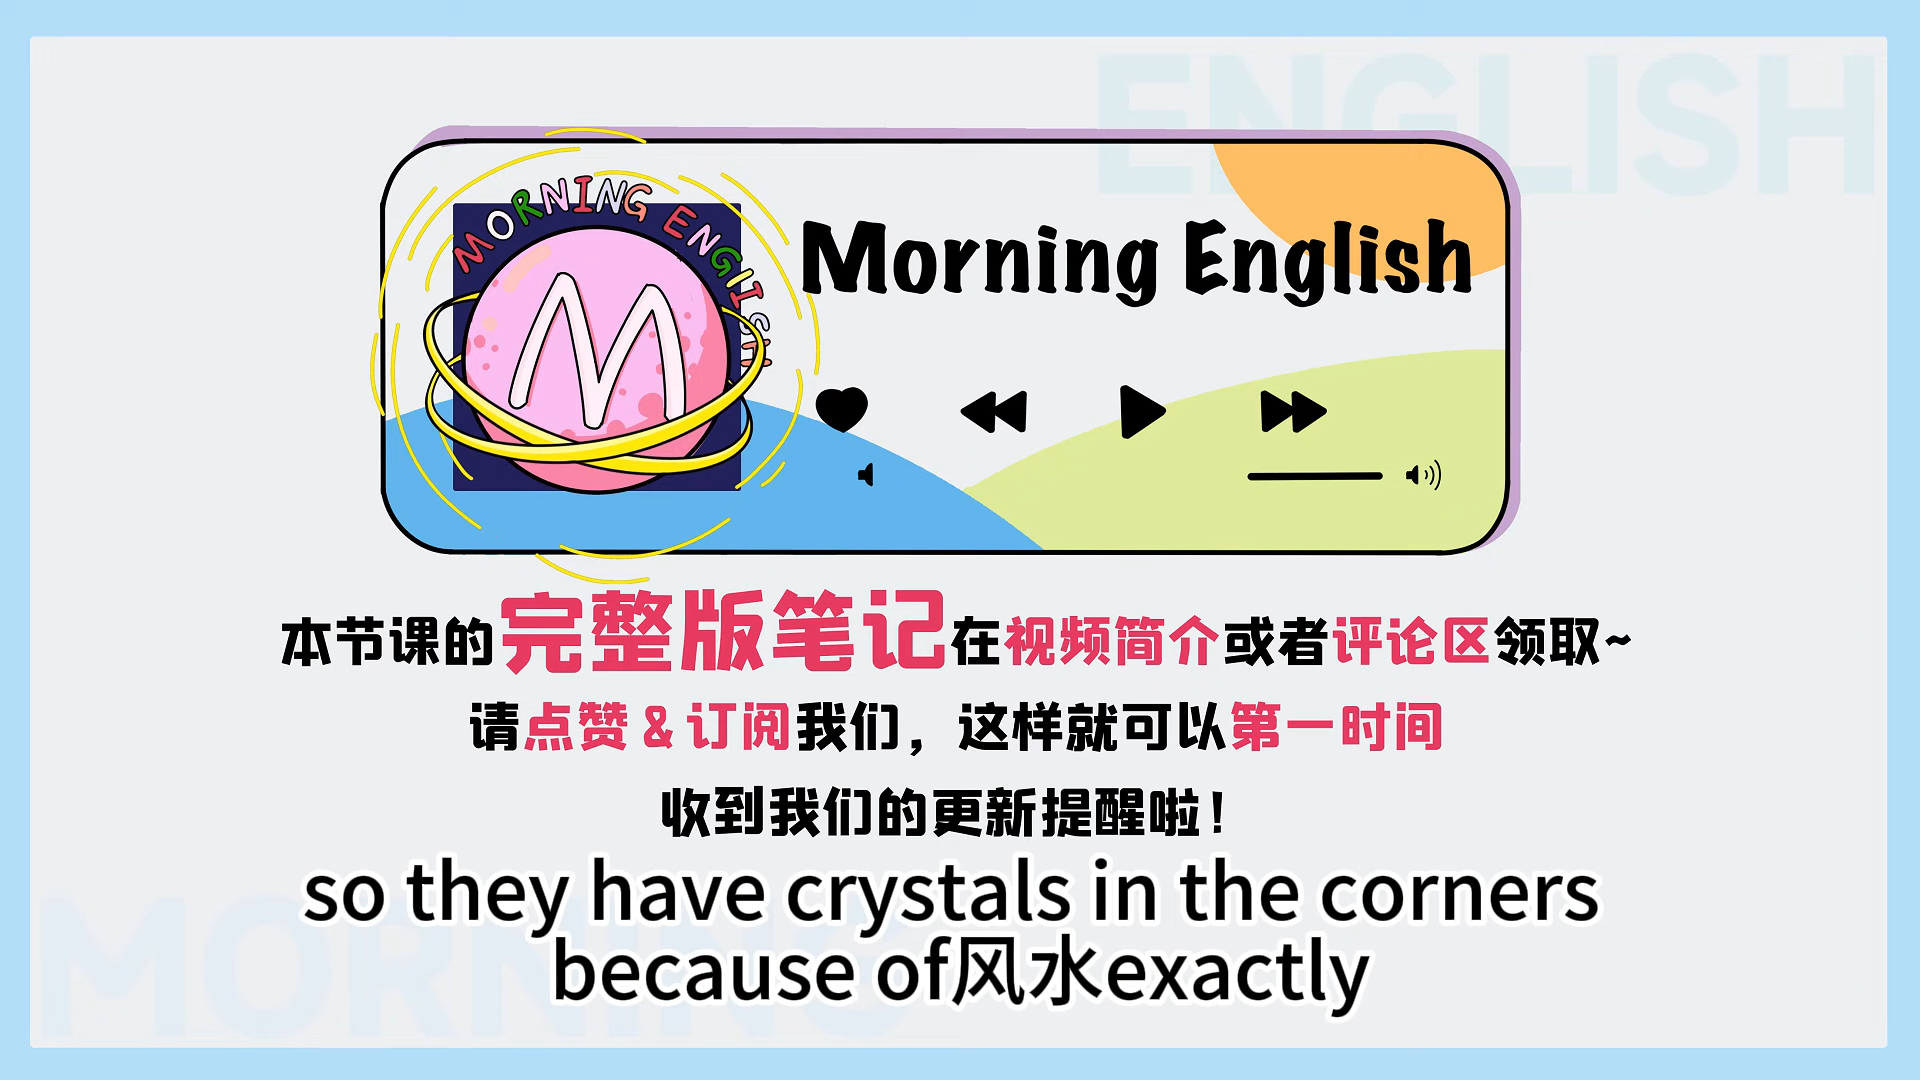 ENGLISH
MORNING ENGLISH
M
Morning English
本节课的完整版笔记在视频简介或者评论区领取~
请点赞&订阅我们，这样就可以第一时间
收到我们的更新提醒啦！
MORNING
so they have crystals in the corners
because of风水exactly